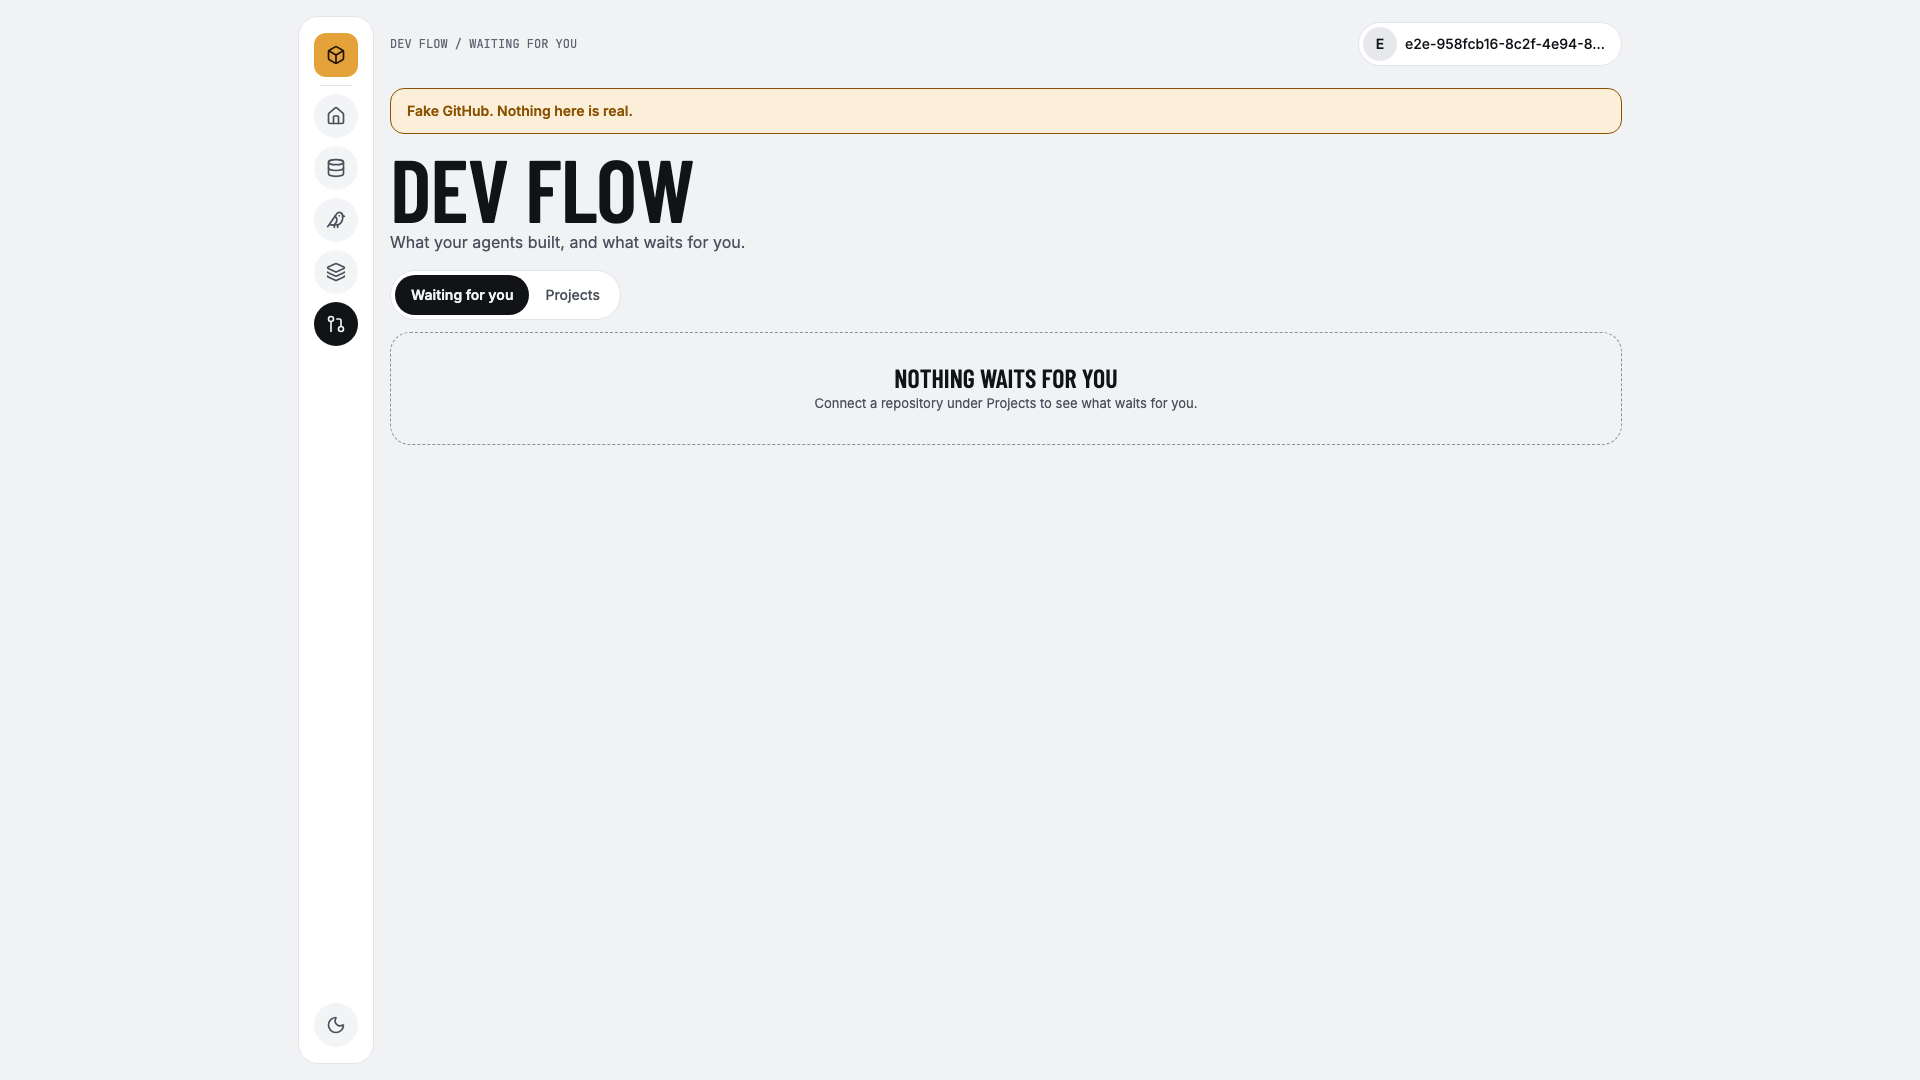 DEV FLOW / WAITING FOR YOU
E
e2e-958fcb16-8c2f-4e94-8...
Fake GitHub. Nothing here is real.
DEV FLOW
What your agents built, and what waits for you.
Waiting for you
Projects
NOTHING WAITS FOR YOU
Connect a repository under Projects to see what waits for you.